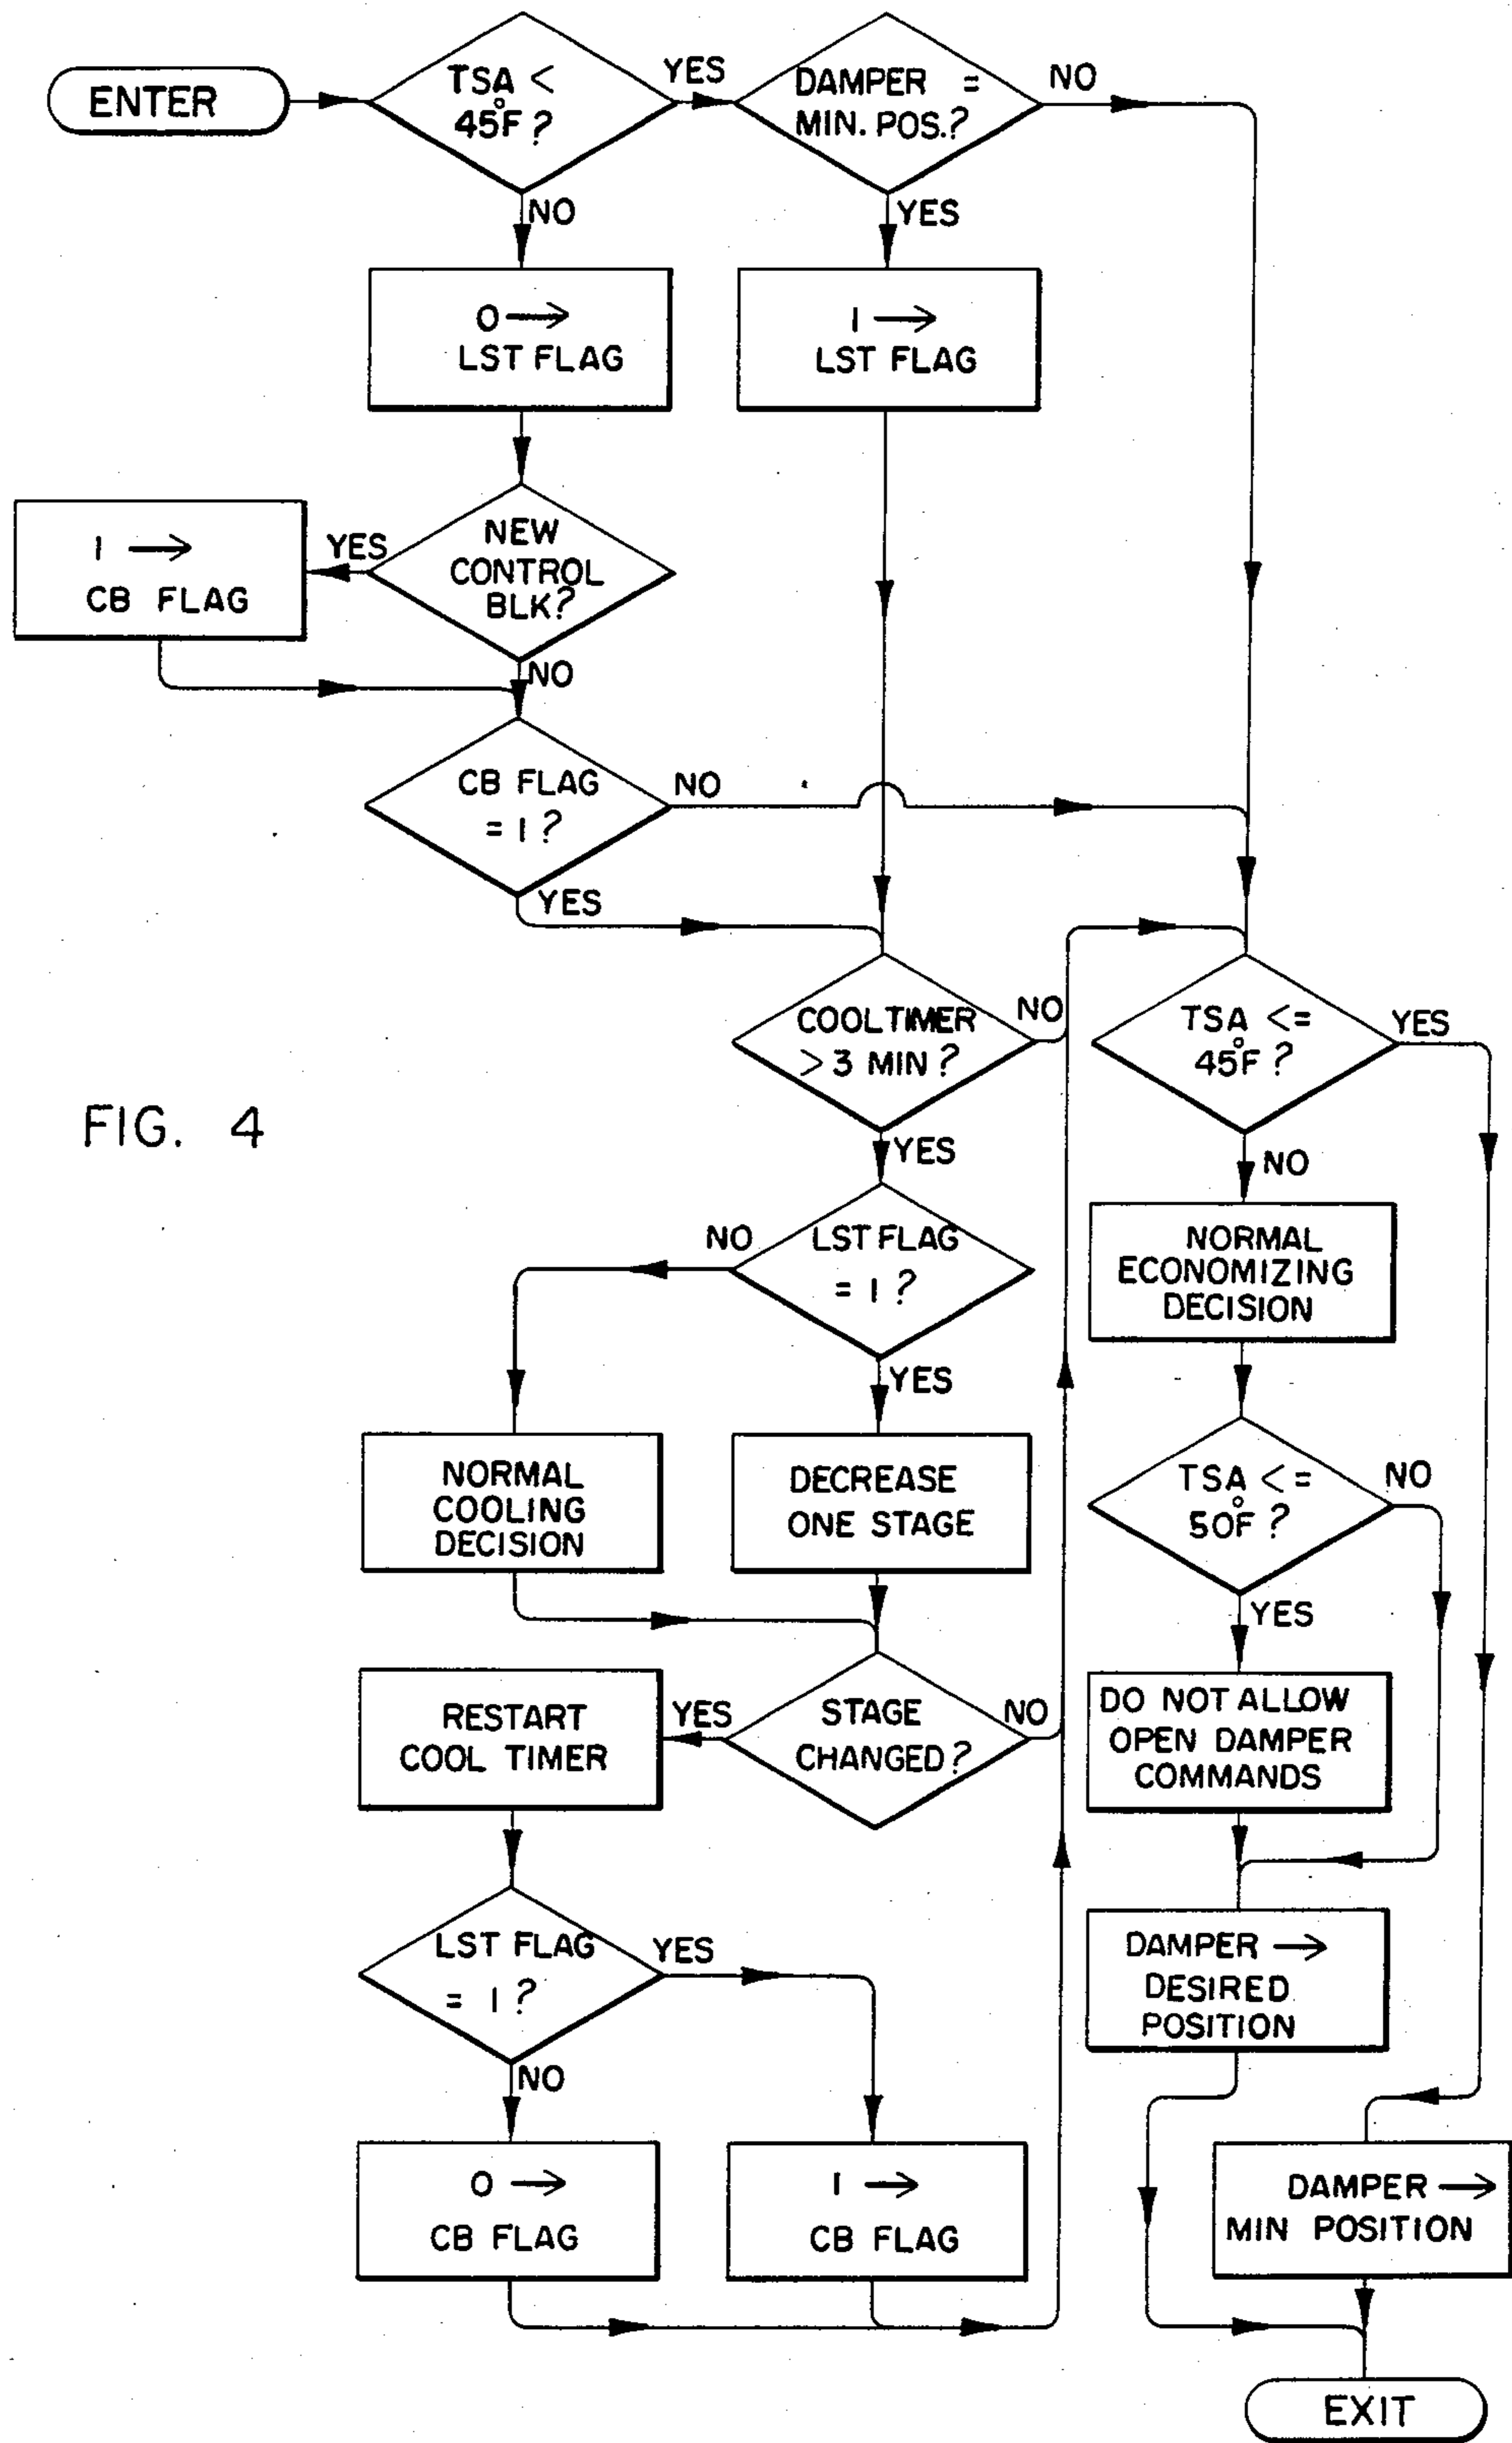 ENTER
TSA <
45°F?
YES
DAMPER =
MIN. POS.?
NO
NO
YES
0 →
LST FLAG
1 →
LST FLAG
1 →
CB FLAG
YES
NEW
CONTROL
BLK?
NO
CB FLAG
= 1?
NO
YES
COOL TIMER
> 3 MIN?
NO
TSA <=
45°F?
YES
FIG. 4
YES
NO
NO
LST FLAG
= 1?
NORMAL
ECONOMIZING
DECISION
YES
NORMAL
COOLING
DECISION
DECREASE
ONE STAGE
TSA <=
50°F?
NO
YES
RESTART
COOL TIMER
YES
STAGE
CHANGED?
NO
DO NOT ALLOW
OPEN DAMPER
COMMANDS
LST FLAG
= 1?
YES
DAMPER →
DESIRED
POSITION
NO
0 →
CB FLAG
1 →
CB FLAG
DAMPER →
MIN POSITION
EXIT